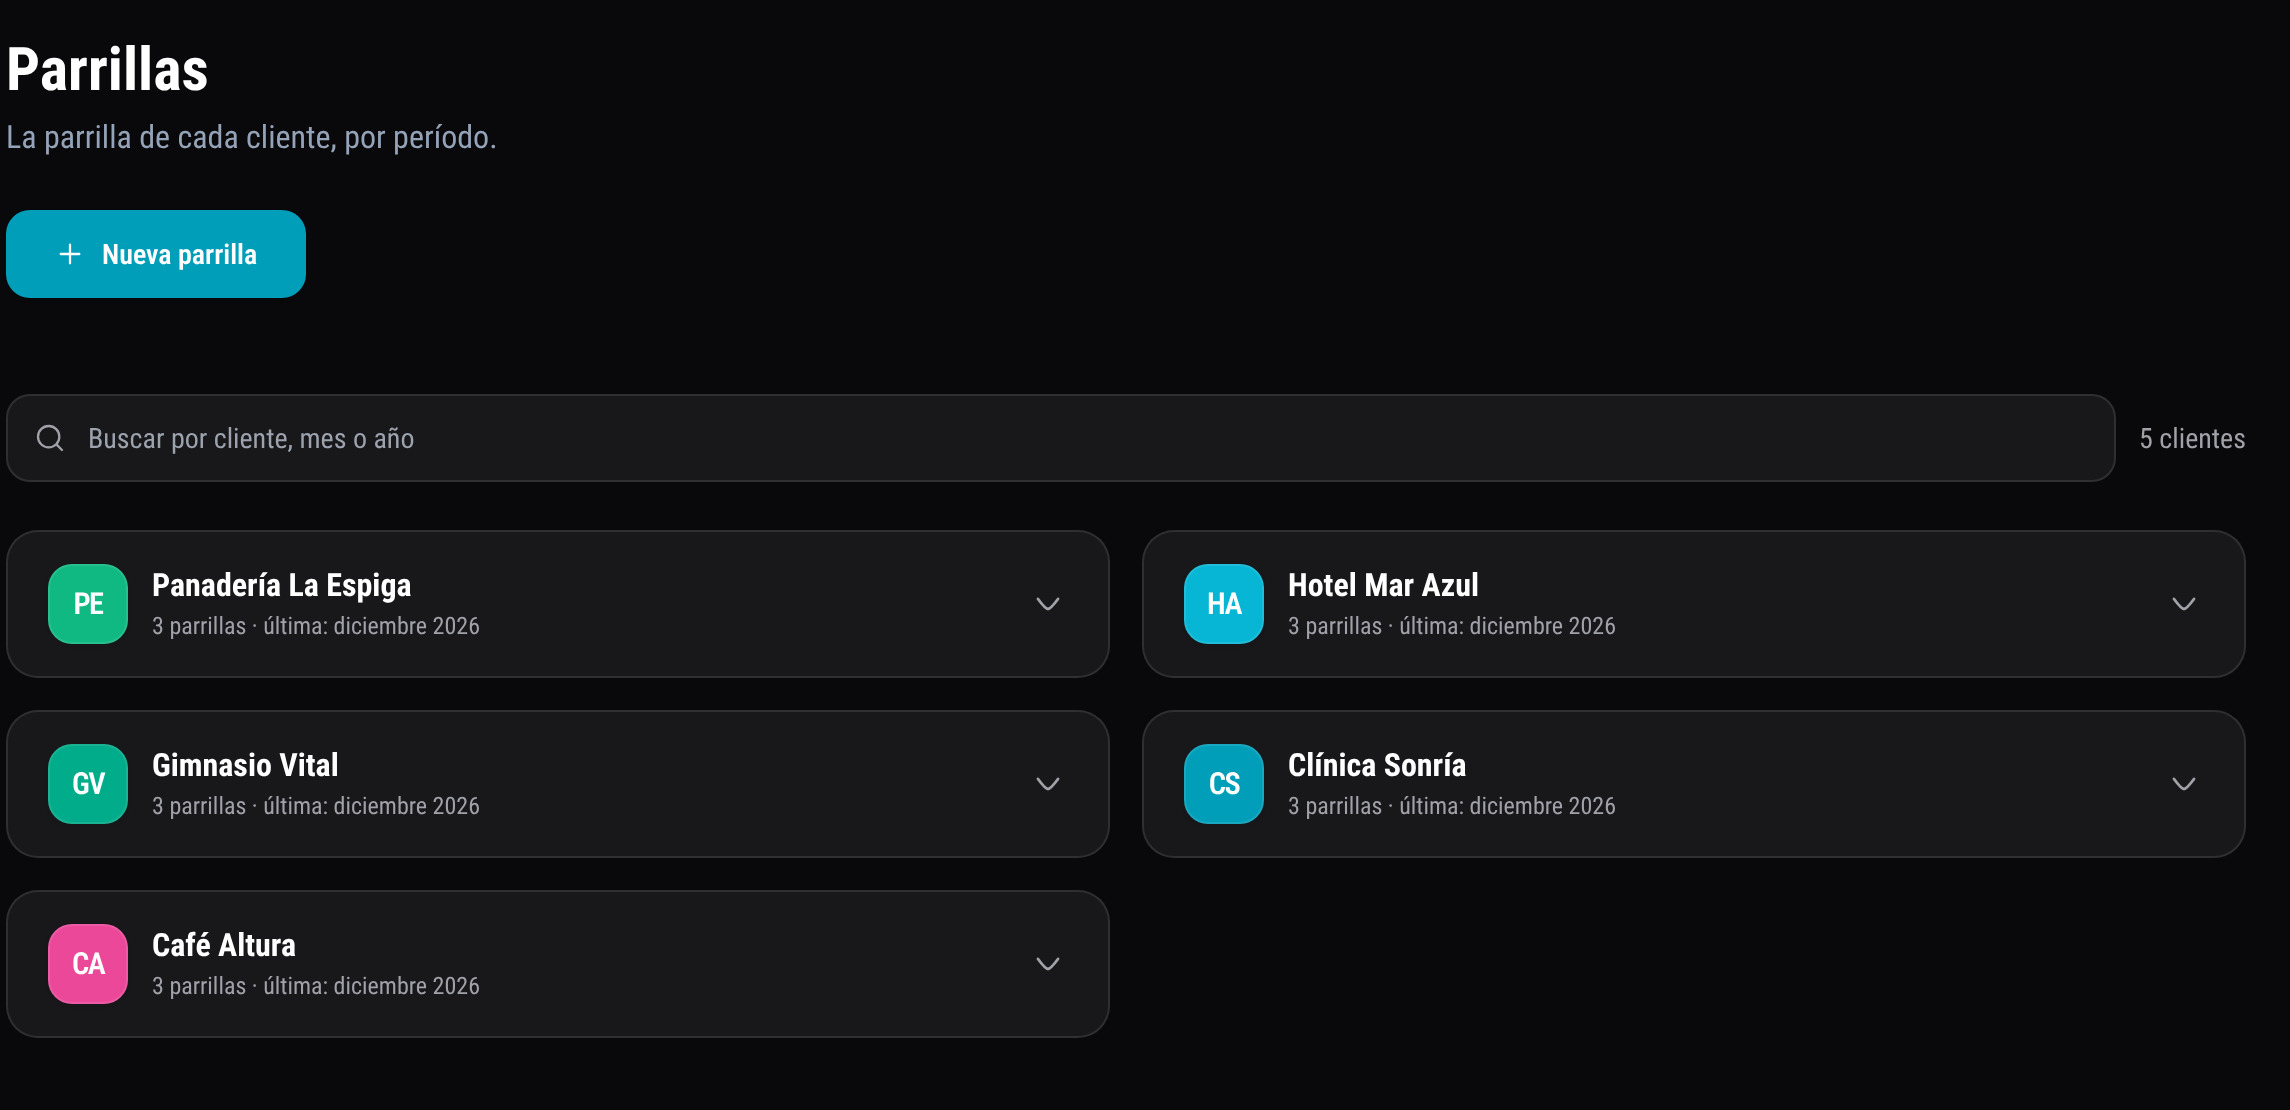 Parrillas
La parrilla de cada cliente, por período.
Nueva parrilla
Buscar por cliente, mes o año
5 clientes
PE
Panadería La Espiga
3 parrillas · última: diciembre 2026
HA
Hotel Mar Azul
3 parrillas · última: diciembre 2026
GV
Gimnasio Vital
3 parrillas · última: diciembre 2026
CS
Clínica Sonría
3 parrillas · última: diciembre 2026
CA
Café Altura
3 parrillas · última: diciembre 2026